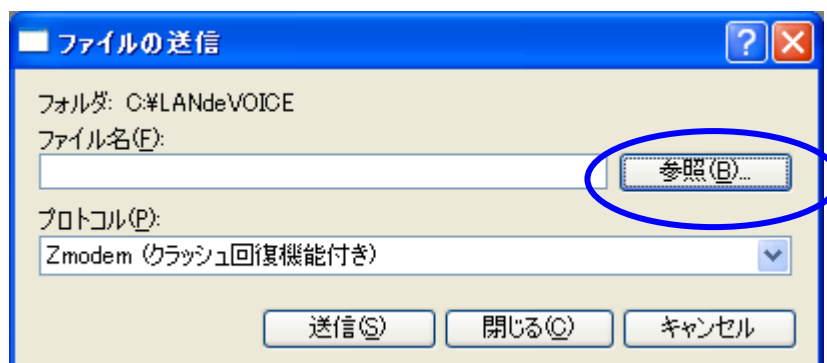 ファイルの送信
フォルダ: C:¥LANdeVOICE
ファイル名(F):
参照(B)...
プロトコル(P):
Zmodem (クラッシュ回復機能付き)
送信(S) 閉じる(C) キャンセル